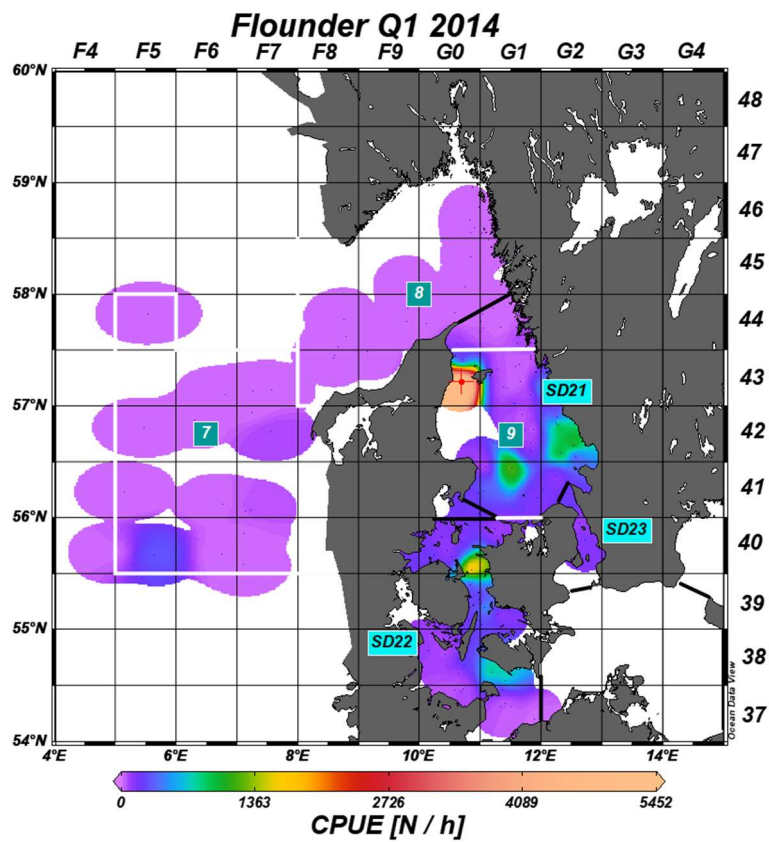 Flounder Q1 2014
F4 F5 F6 F7 F8 F9 G0 G1 G2 G3 G4
60°N
48
47
59°N
46
45
8
58°N
44
43
SD21
57°N
7
9
42
41
56°N
SD23
40
39
55°N
SD22
38
37
54°N
Ocean Data View
4°E 6°E 8°E 10°E 12°E 14°E
0 1363 2726 4089 5452
CPUE [N / h]